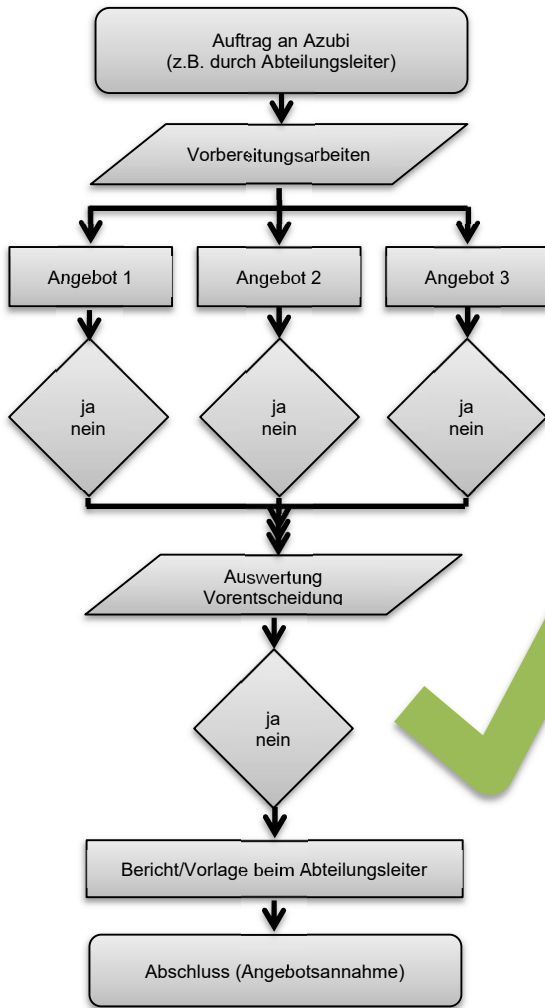 Auftrag an Azubi
(z.B. durch Abteilungsleiter)
Vorbereitungsarbeiten
Angebot 1
Angebot 2
Angebot 3
ja
nein
ja
nein
ja
nein
Auswertung
Vorentscheidung
ja
nein
Bericht/Vorlage beim Abteilungsleiter
Abschluss (Angebotsannahme)